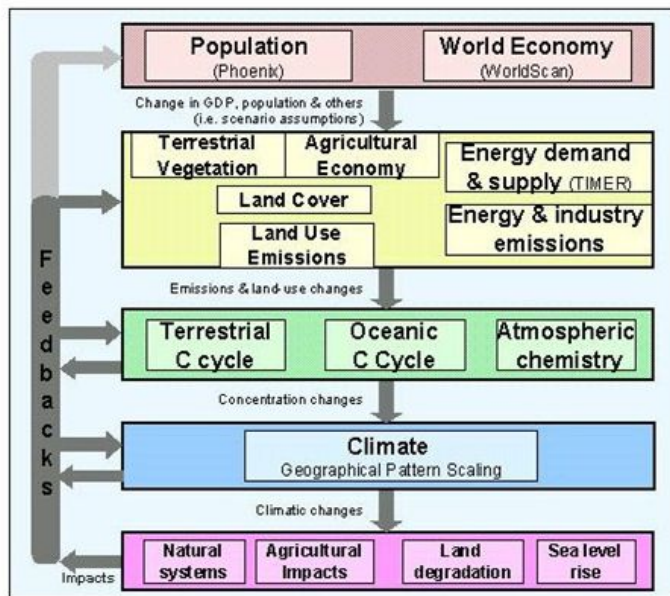 Population
(Phoenix)
World Economy
(WorldScan)
Change in GDP, population & others
(i.e. scenario assumptions)
Terrestrial
Vegetation
Agricultural
Economy
Energy demand
& supply (TIMER)
Land Cover
Energy & industry
emissions
Land Use
Emissions
Emissions & land-use changes
Terrestrial
C cycle
Oceanic
C Cycle
Atmospheric
chemistry
Concentration changes
Climate
Geographical Pattern Scaling
Climatic changes
Natural
systems
Agricultural
Impacts
Land
degradation
Sea level
rise
Impacts
Feedbacks